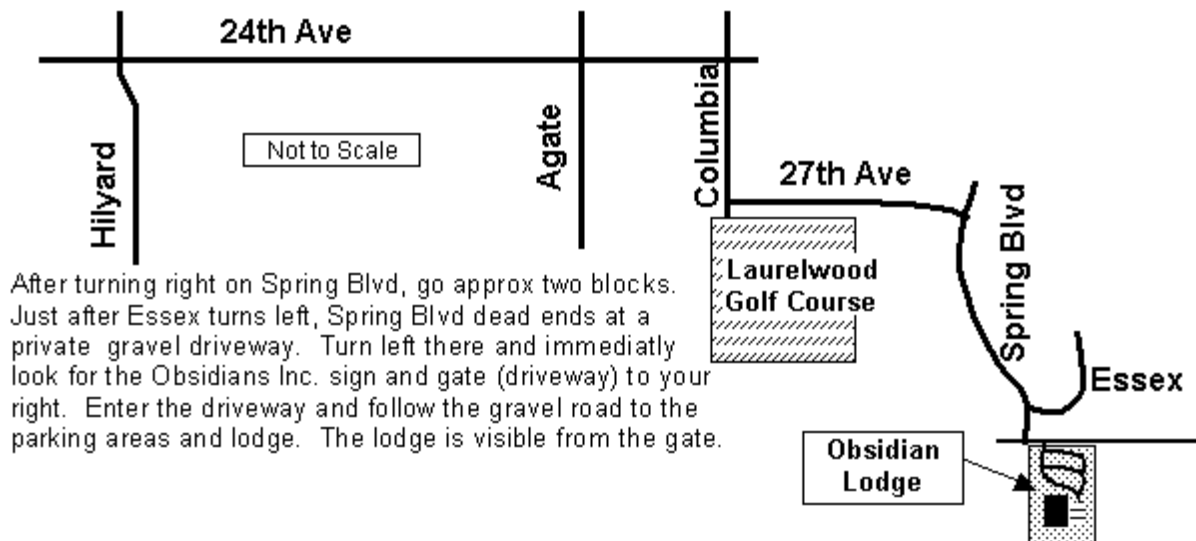 24th Ave
Hilyard
Not to Scale
Agate
Columbia
27th Ave
Spring Blvd
Laurelwood
Golf Course
After turning right on Spring Blvd, go approx two blocks.
Just after Essex turns left, Spring Blvd dead ends at a
private gravel driveway. Turn left there and immediatly
look for the Obsidians Inc. sign and gate (driveway) to your
right. Enter the driveway and follow the gravel road to the
parking areas and lodge. The lodge is visible from the gate.
Essex
Obsidian
Lodge